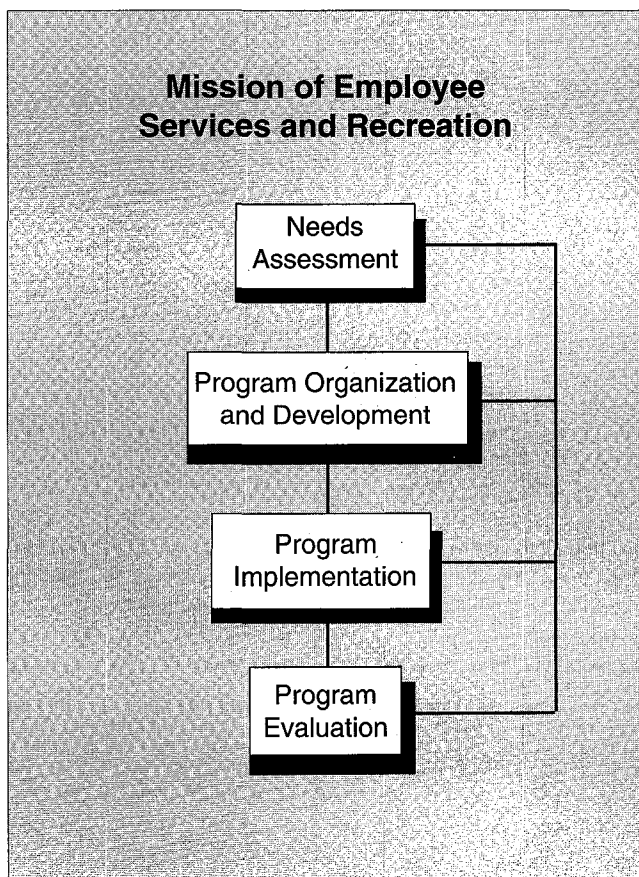 Mission of Employee
Services and Recreation
Needs
Assessment
Program Organization
and Development
Program
Implementation
Program
Evaluation